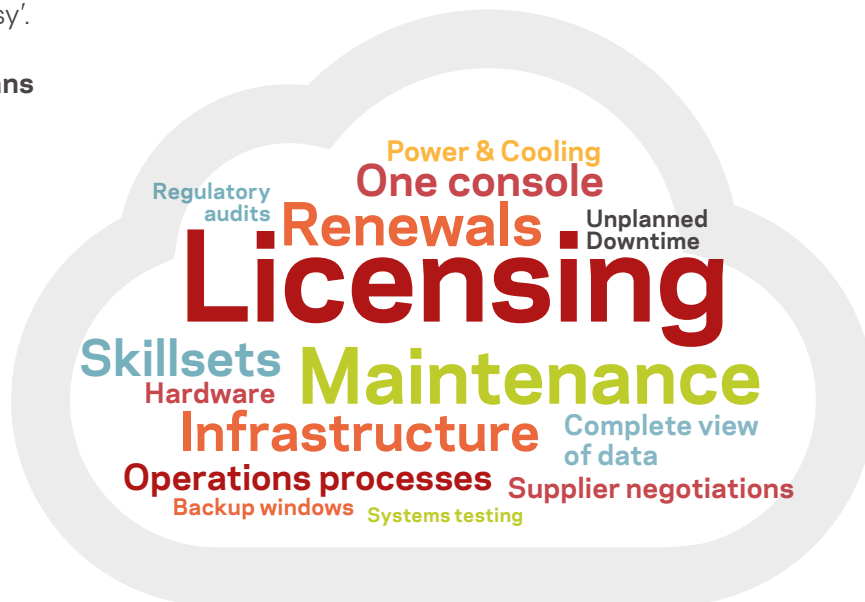 sy’.
ns
Power & Cooling
One console
Regulatory
audits
Renewals
Unplanned
Downtime
Licensing
Skillsets
Maintenance
Hardware
Infrastructure
Complete view
of data
Operations processes
Supplier negotiations
Backup windows
Systems testing